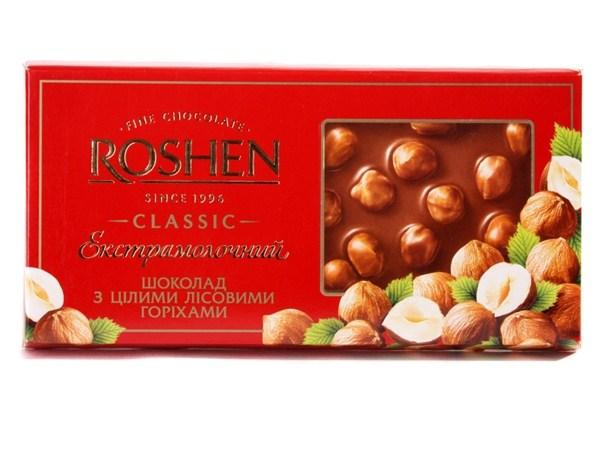 · FINE CHOCOLATE ·
ROSHEN
SINCE 1996
CLASSIC
Екстрамолочний
ШОКОЛАД
З ЦІЛИМИ ЛІСОВИМИ
ГОРІХАМИ